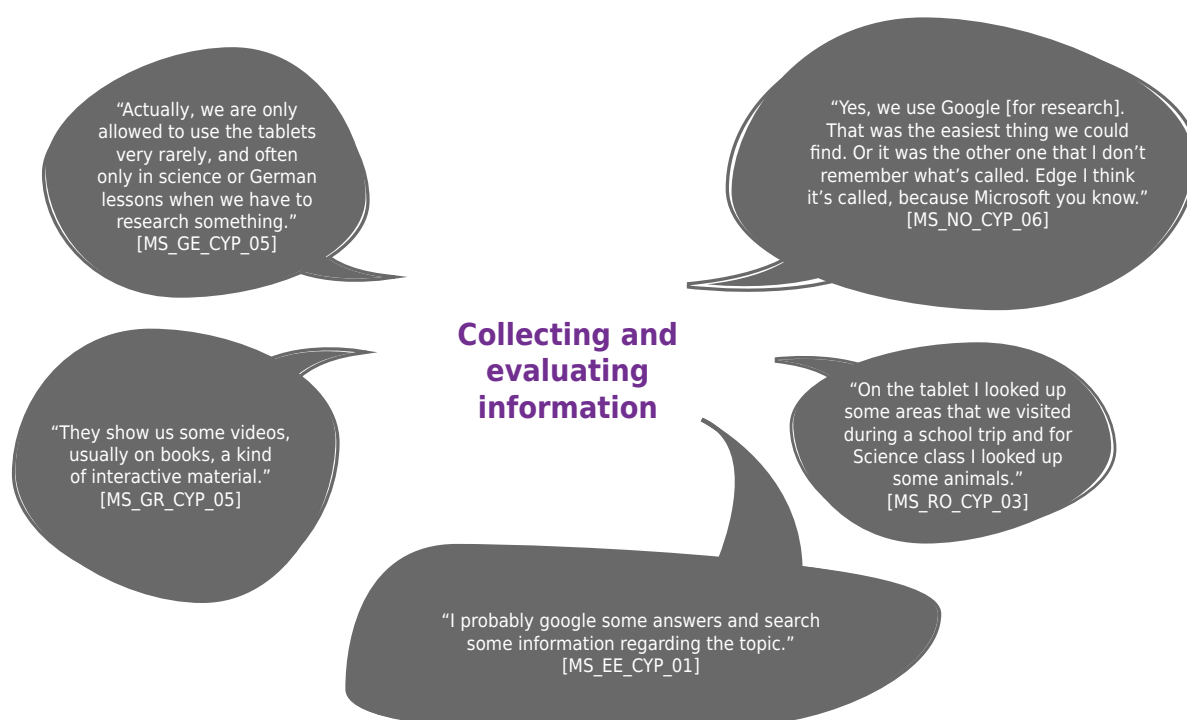 “Actually, we are only
allowed to use the tablets
very rarely, and often
only in science or German
lessons when we have to
research something.”
[MS_GE_CYP_05]
“Yes, we use Google [for research].
That was the easiest thing we could
find. Or it was the other one that I don’t
remember what’s called. Edge I think
it’s called, because Microsoft you know.”
[MS_NO_CYP_06]
Collecting and
evaluating
information
“They show us some videos,
usually on books, a kind
of interactive material.”
[MS_GR_CYP_05]
“On the tablet I looked up
some areas that we visited
during a school trip and for
Science class I looked up
some animals.”
[MS_RO_CYP_03]
“I probably google some answers and search
some information regarding the topic.”
[MS_EE_CYP_01]